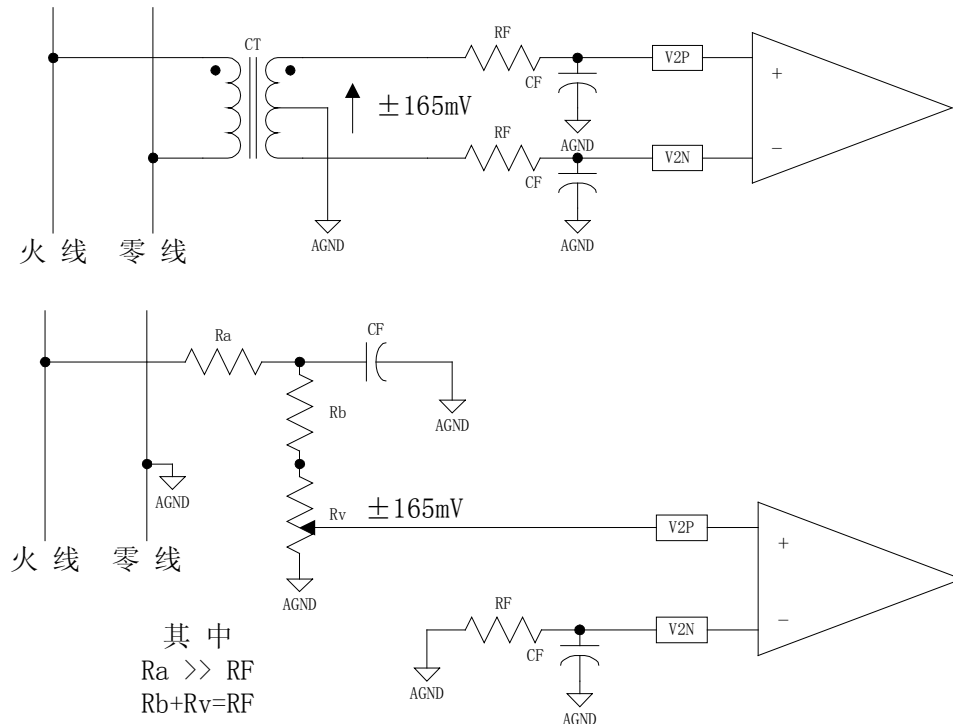 CT
RF
V2P
+
CF
±165mV
AGND
RF
V2N
−
CF
AGND
AGND
火线 零线
Ra
CF
Rb
AGND
AGND
Rv
±165mV
V2P
+
火线 零线
AGND
RF
V2N
−
CF
AGND
AGND
其中
Ra >> RF
Rb+Rv=RF